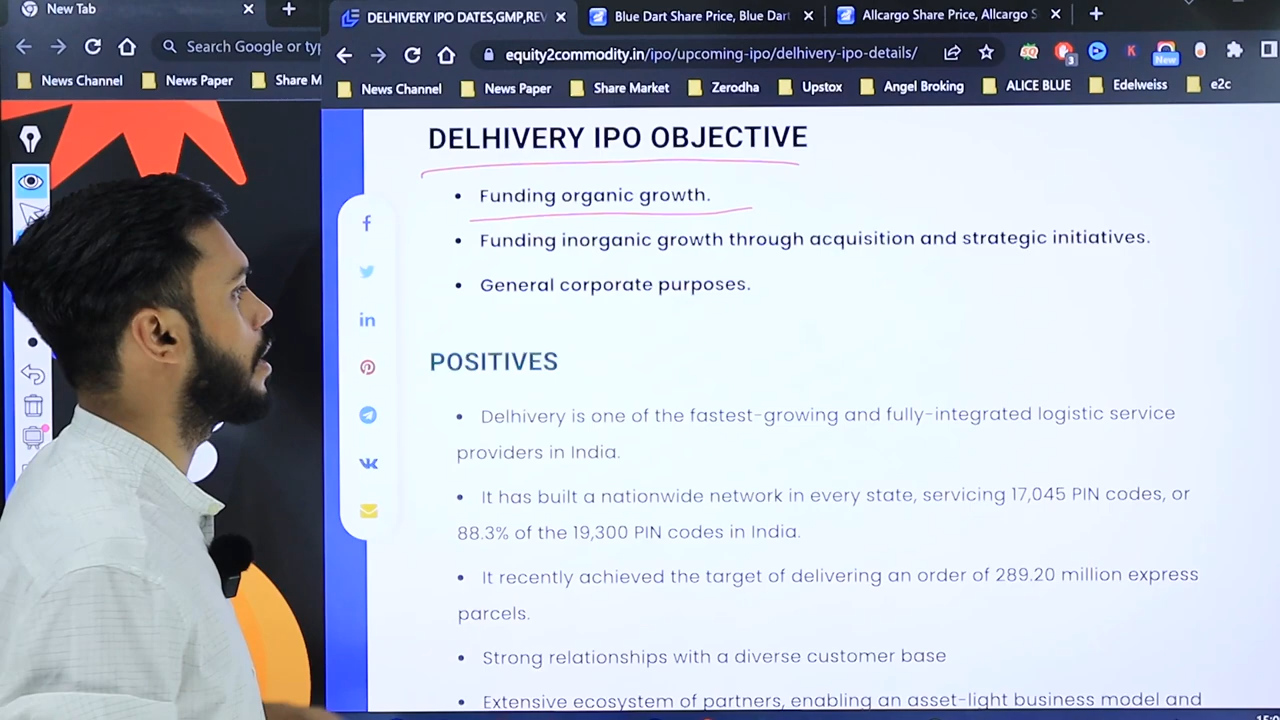 New Tab
DELHIVERY IPO DATES,GMP,REV
Blue Dart Share Price, Blue Dart
Allcargo Share Price, Allcargo S
Search Google or typ
equity2commodity.in/ipo/upcoming-ipo/delhivery-ipo-details/
SQ
3
K
New
News Channel
News Paper
Share M
News Channel
News Paper
Share Market
Zerodha
Upstox
Angel Broking
ALICE BLUE
Edelweiss
e2c
DELHIVERY IPO OBJECTIVE
• Funding organic growth.
• Funding inorganic growth through acquisition and strategic initiatives.
• General corporate purposes.
POSITIVES
• Delhivery is one of the fastest-growing and fully-integrated logistic service
providers in India.
• It has built a nationwide network in every state, servicing 17,045 PIN codes, or
88.3% of the 19,300 PIN codes in India.
• It recently achieved the target of delivering an order of 289.20 million express
parcels.
• Strong relationships with a diverse customer base
• Extensive ecosystem of partners, enabling an asset-light business model and